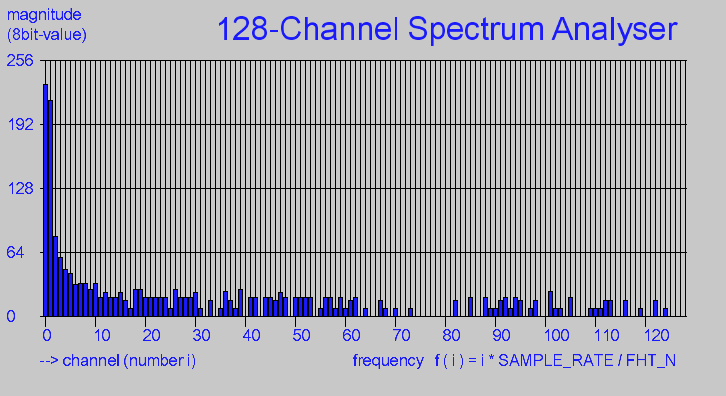 magnitude
(8bit-value)
128-Channel Spectrum Analyser
256
192
128
64
0
0 10 20 30 40 50 60 70 80 90 100 110 120
--> channel (number i) frequency f ( i ) = i * SAMPLE_RATE / FHT_N